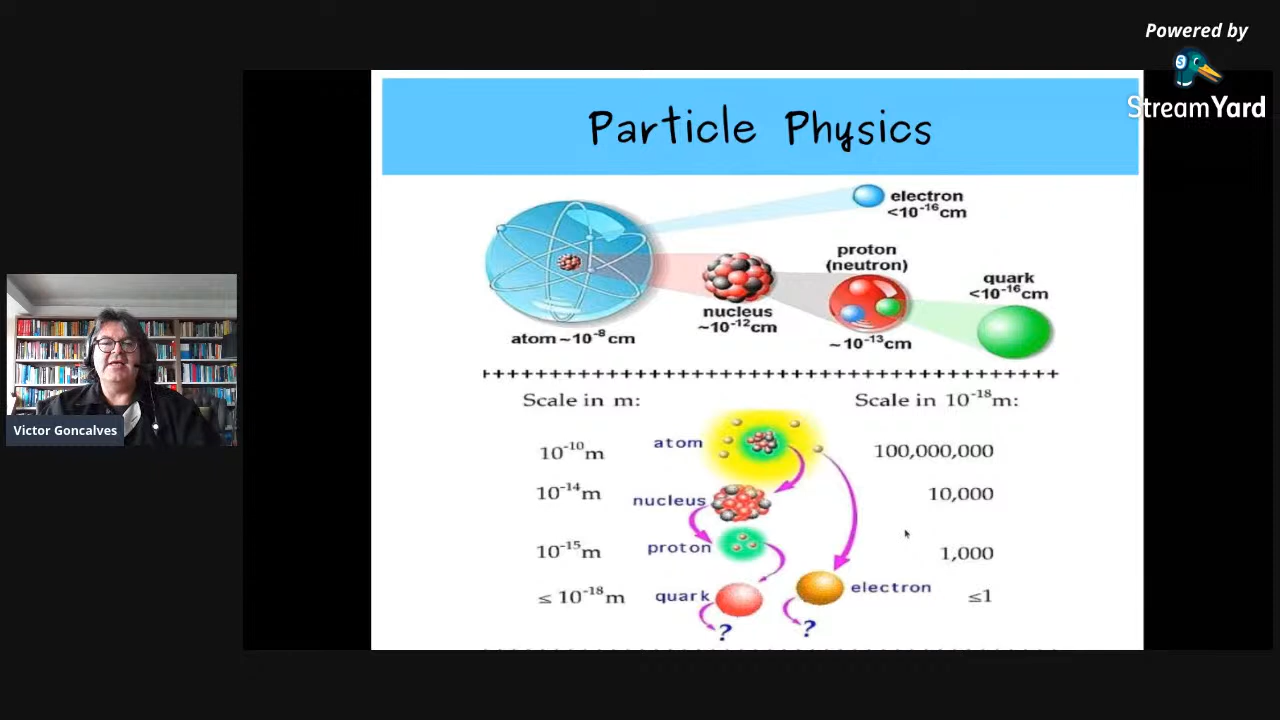 Powered by
StreamYard
Particle Physics
electron
<10⁻¹⁶cm
proton
(neutron)
quark
<10⁻¹⁶cm
nucleus
~10⁻¹²cm
atom ~10⁻⁸ cm
~10⁻¹³cm
Scale in m:
Scale in 10⁻¹⁸m:
10⁻¹⁰m
atom
100,000,000
10⁻¹⁴m
nucleus
10,000
10⁻¹⁵m
proton
1,000
≤ 10⁻¹⁸m
quark
electron
≤1
?
?
Victor Goncalves